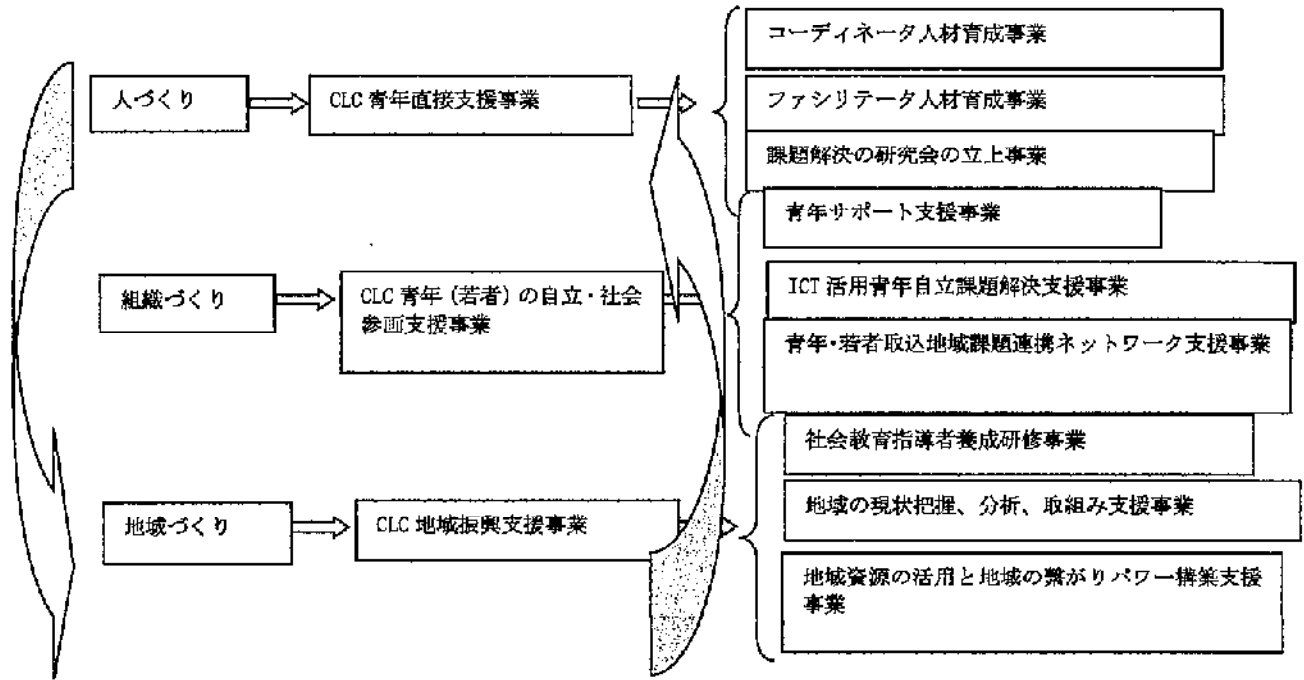 人づくり
CLC 青年直接支援事業
コーディネータ人材育成事業
ファシリテータ人材育成事業
課題解決の研究会の立上事業
組織づくり
CLC 青年（若者）の自立・社会
参画支援事業
青年サポート支援事業
ICT 活用青年自立課題解決支援事業
青年・若者取込地域課題連携ネットワーク支援事業
地域づくり
CLC 地域振興支援事業
社会教育指導者養成研修事業
地域の現状把握、分析、取組み支援事業
地域資源の活用と地域の繋がりパワー構築支援
事業